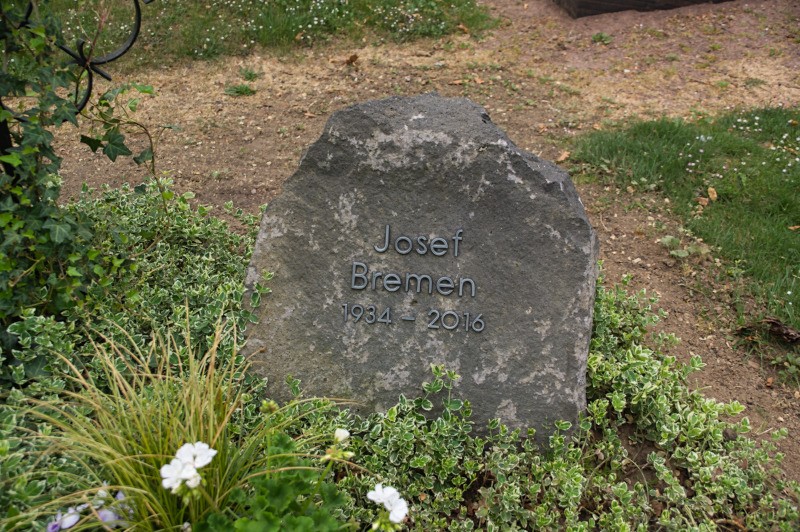 Josef
Bremen
1934 – 2016